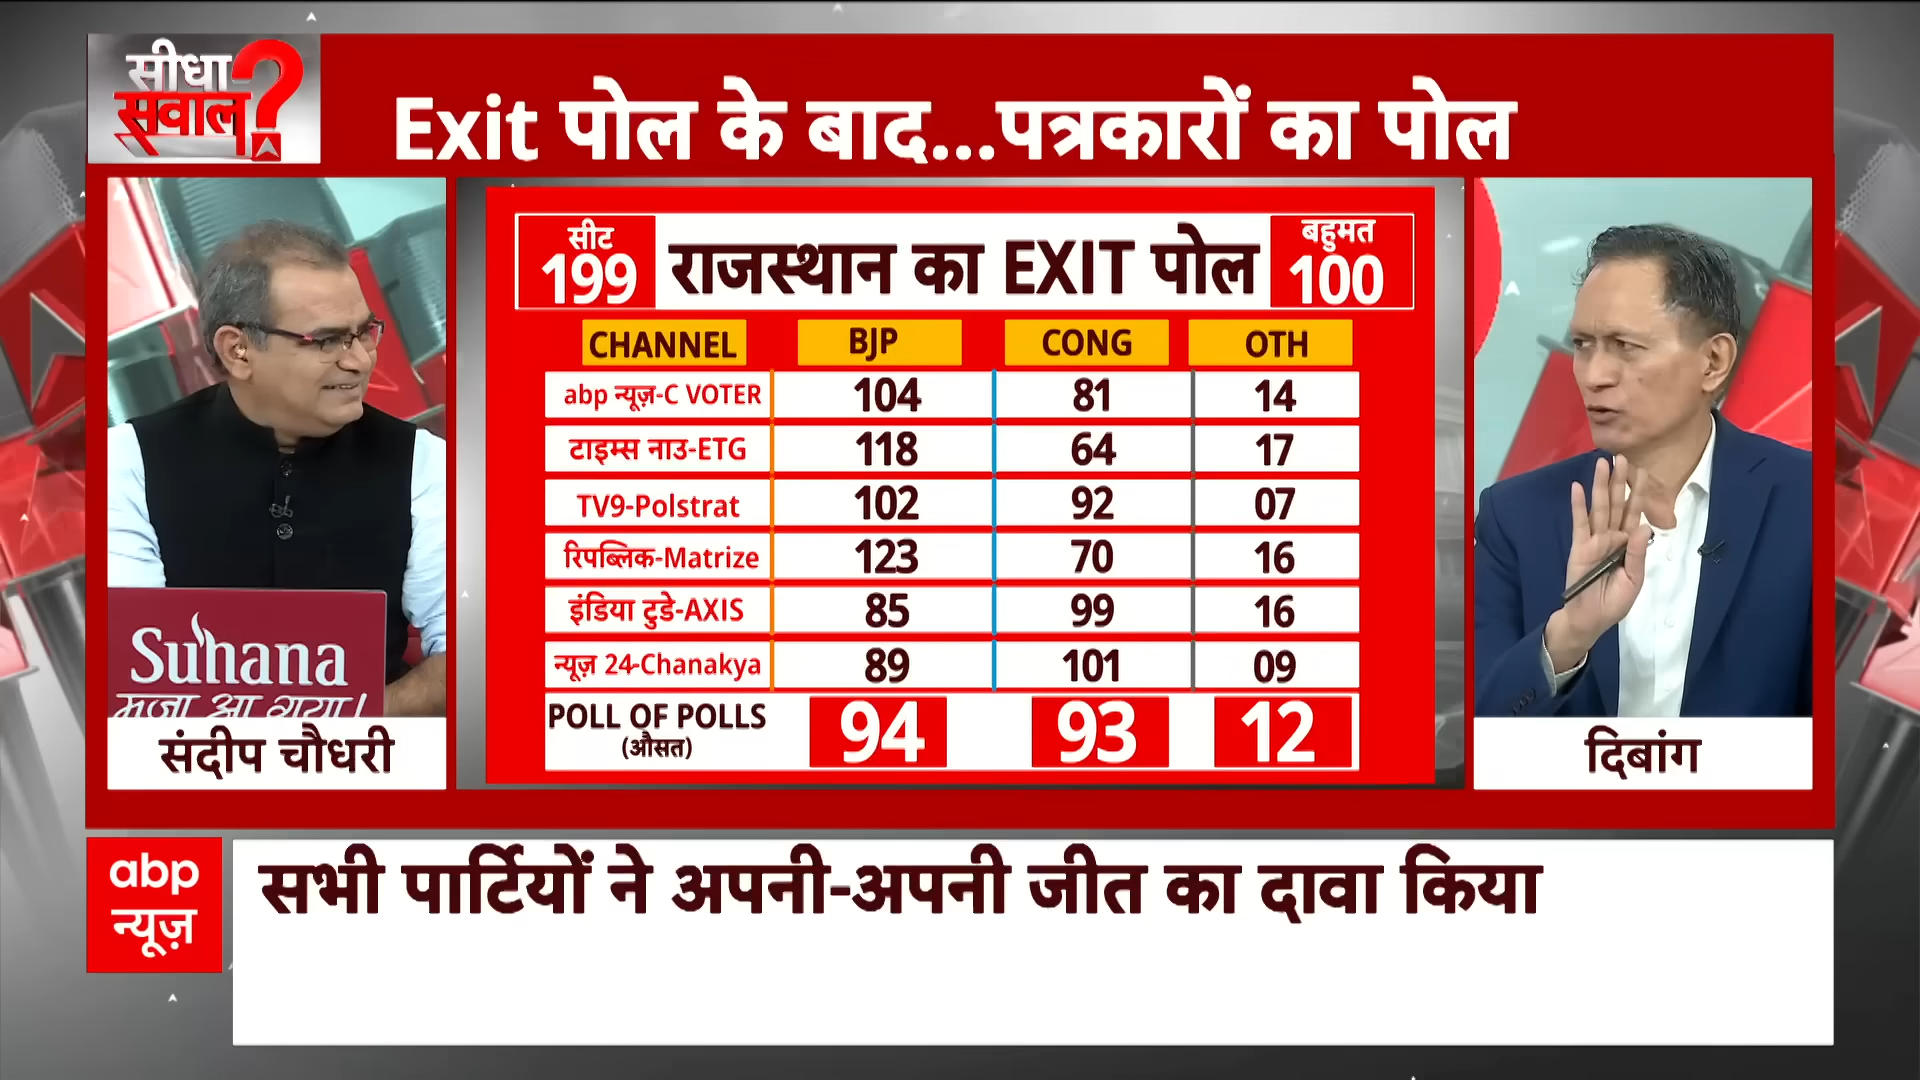 सीधा
सवाल?
Exit पोल के बाद...पत्रकारों का पोल
सीट
199
राजस्थान का EXIT पोल
बहुमत
100
CHANNEL BJP CONG OTH
abp न्यूज़-C VOTER 104 81 14
टाइम्स नाउ-ETG 118 64 17
TV9-Polstrat 102 92 07
रिपब्लिक-Matrize 123 70 16
इंडिया टुडे-AXIS 85 99 16
न्यूज़ 24-Chanakya 89 101 09
POLL OF POLLS 94 93 12
(औसत)
Suhana
मज़ा आ गया!
संदीप चौधरी
दिबांग
abp
न्यूज़
सभी पार्टियों ने अपनी-अपनी जीत का दावा किया